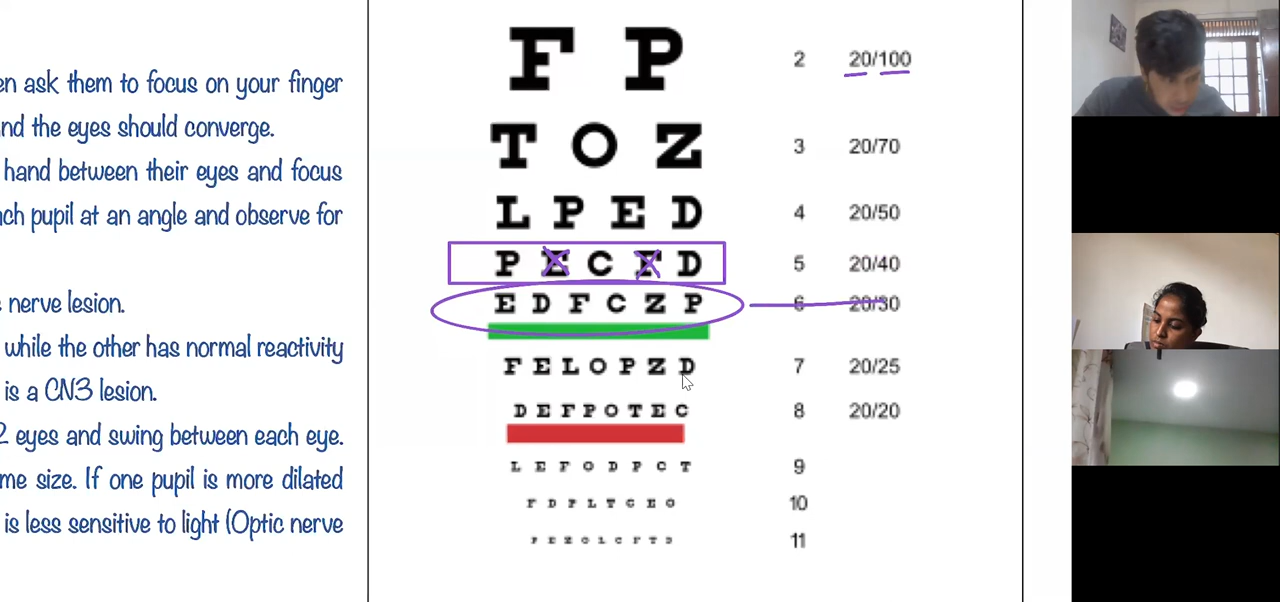 en ask them to focus on your finger
nd the eyes should converge.
hand between their eyes and focus
ch pupil at an angle and observe for
nerve lesion.
while the other has normal reactivity
is a CN3 lesion.
2 eyes and swing between each eye.
me size. If one pupil is more dilated
is less sensitive to light (Optic nerve
F P 2 20/100
T O Z 3 20/70
L P E D 4 20/50
P E C F D 5 20/40
E D F C Z P 6 20/30
F E L O P Z D 7 20/25
D E F P O T E C 8 20/20
L E F O D P C T 9
F D P L T C E O 10
P E Z O L C F T D 11